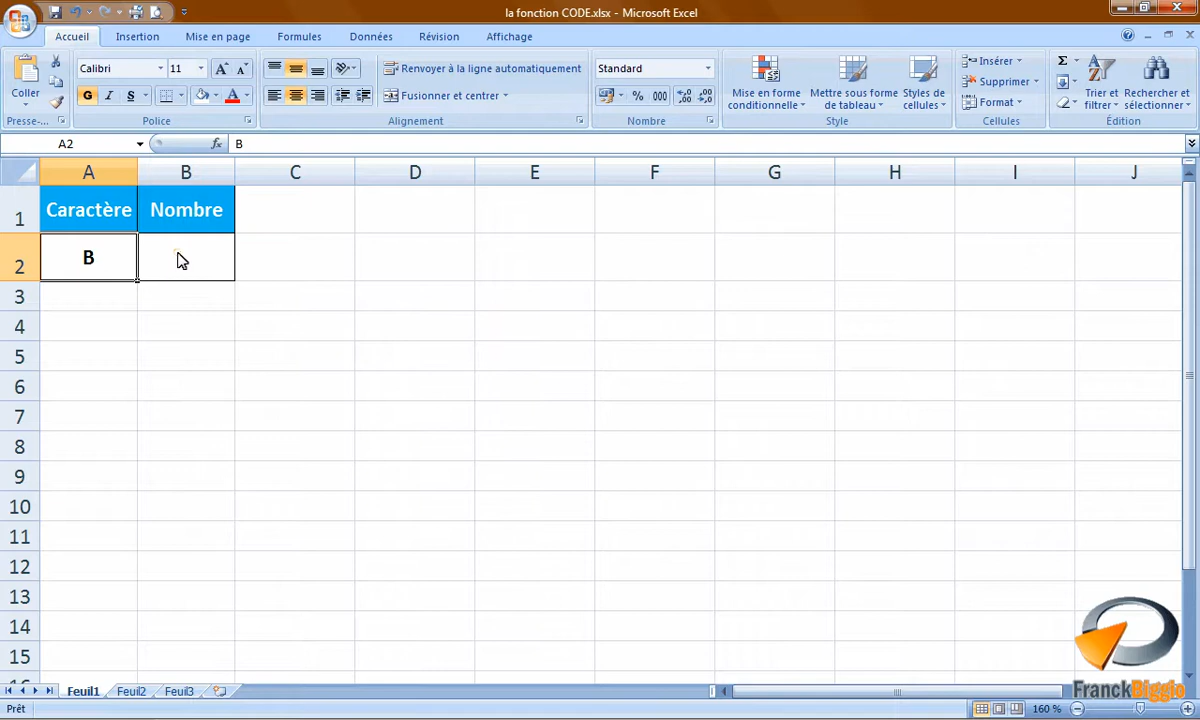 la fonction CODE.xlsx - Microsoft Excel
Accueil Insertion Mise en page Formules Données Révision Affichage
Coller
Presse-...
Calibri 11
G I S
Police
Renvoyer à la ligne automatiquement
Fusionner et centrer
Alignement
Standard
% 000
Nombre
Mise en forme conditionnelle
Mettre sous forme de tableau
Styles de cellules
Style
Insérer
Supprimer
Format
Cellules
Σ
Trier et filtrer
Rechercher et sélectionner
Édition
A2 fx B
A B C D E F G H I J
1 Caractère Nombre
2 B
3
4
5
6
7
8
9
10
11
12
13
14
15
FranckBiggio
Feuil1 Feuil2 Feuil3
Prêt 160 %